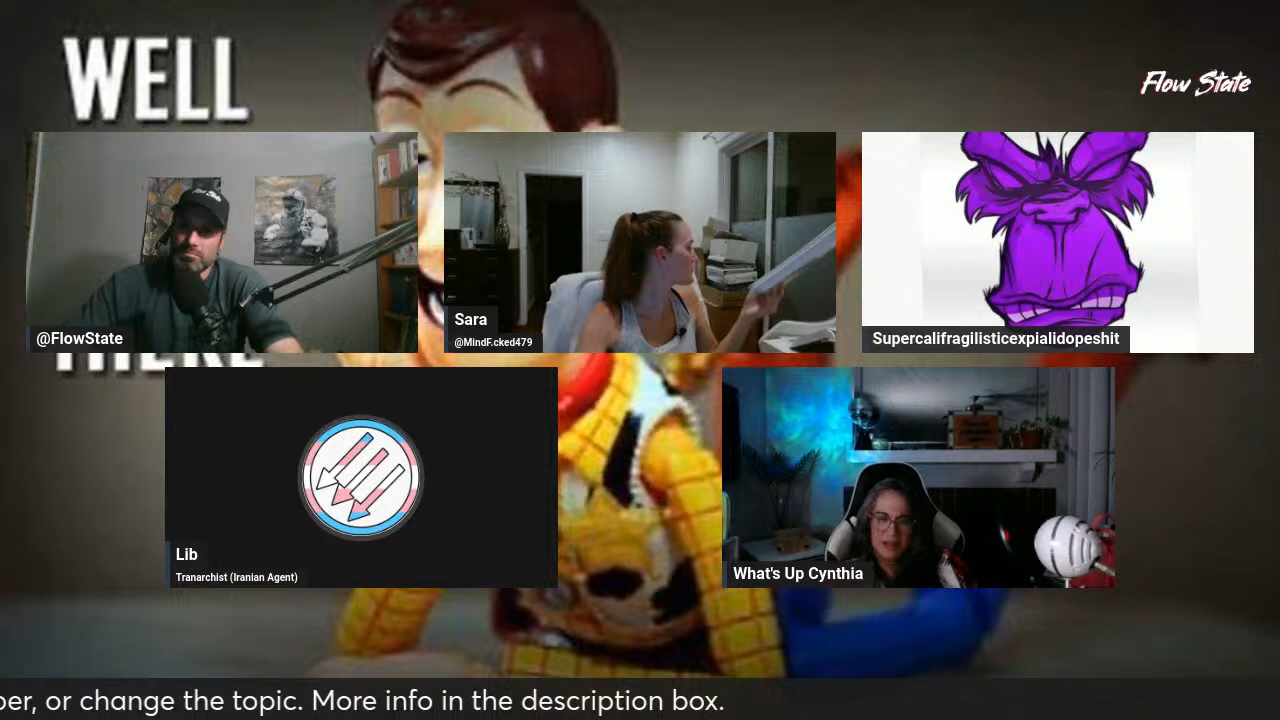 WELL
Flow State
@FlowState
Sara
@MindF.cked479
Supercalifragilisticexpialidopeshit
THERE
Lib
Tranarchist (Iranian Agent)
What's Up Cynthia
or change the topic. More info in the description box.